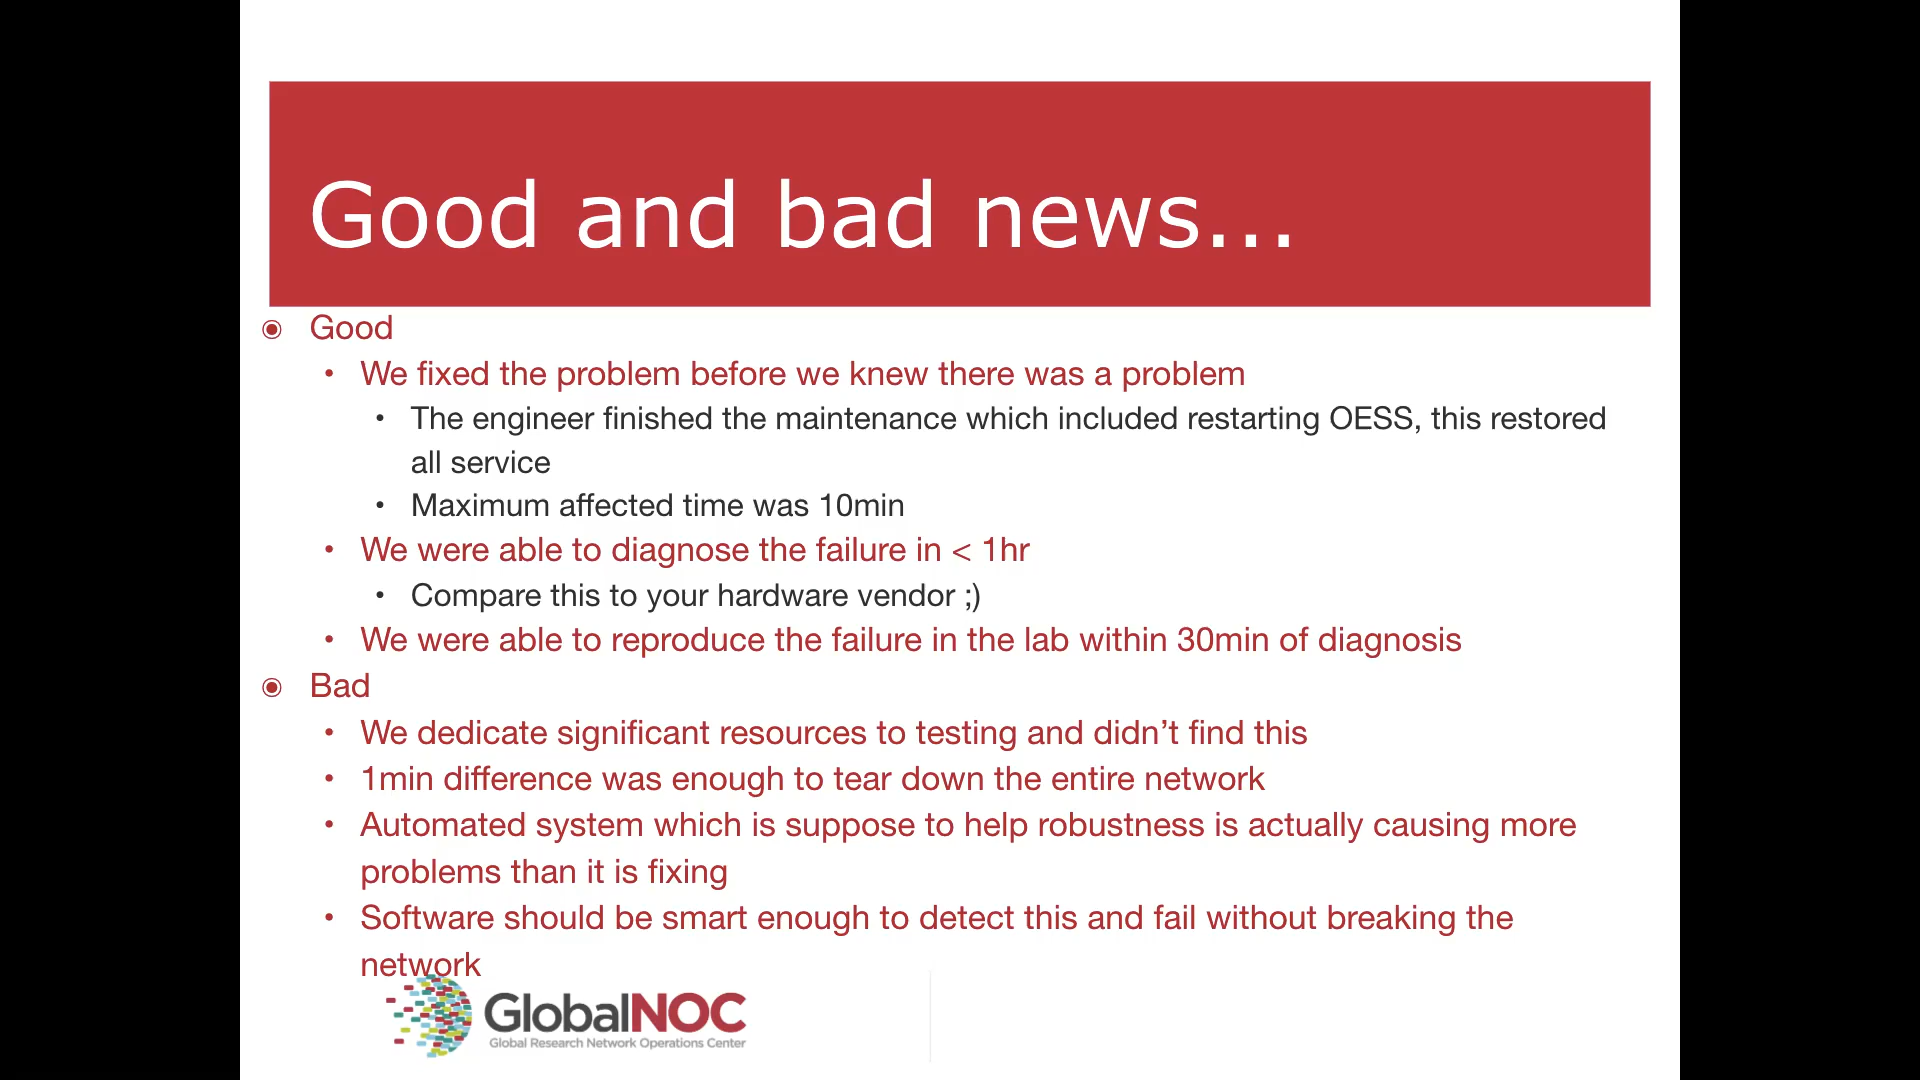 Good and bad news...
Good
We fixed the problem before we knew there was a problem
The engineer finished the maintenance which included restarting OESS, this restored
all service
Maximum affected time was 10min
We were able to diagnose the failure in < 1hr
Compare this to your hardware vendor ;)
We were able to reproduce the failure in the lab within 30min of diagnosis
Bad
We dedicate significant resources to testing and didn’t find this
1min difference was enough to tear down the entire network
Automated system which is suppose to help robustness is actually causing more
problems than it is fixing
Software should be smart enough to detect this and fail without breaking the
network
GlobalNOC
Global Research Network Operations Center